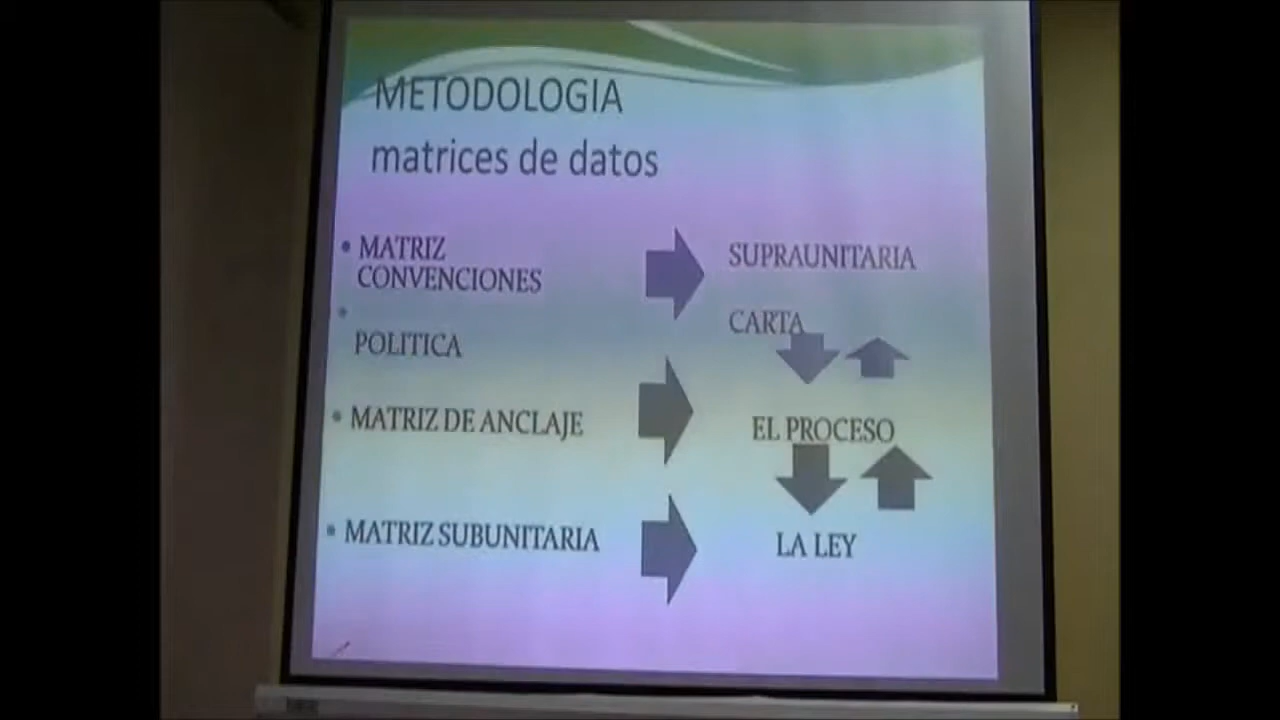 METODOLOGIA
matrices de datos
• MATRIZ
CONVENCIONES
SUPRAUNITARIA
•
POLITICA
CARTA
• MATRIZ DE ANCLAJE
EL PROCESO
• MATRIZ SUBUNITARIA
LA LEY